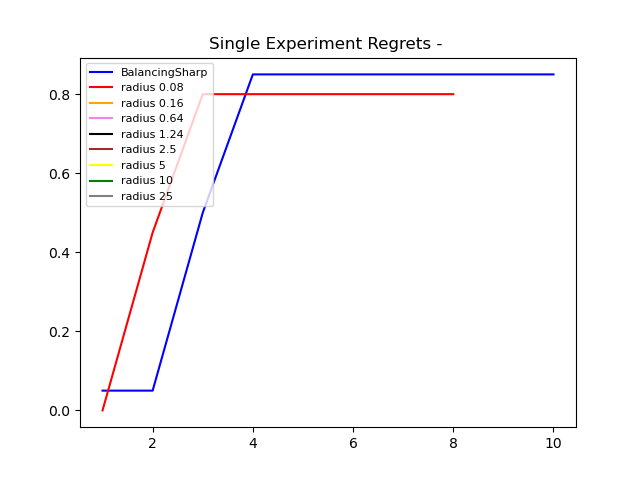 Single Experiment Regrets -
BalancingSharp
radius 0.08
radius 0.16
radius 0.64
radius 1.24
radius 2.5
radius 5
radius 10
radius 25
0.8
0.6
0.4
0.2
0.0
2 4 6 8 10